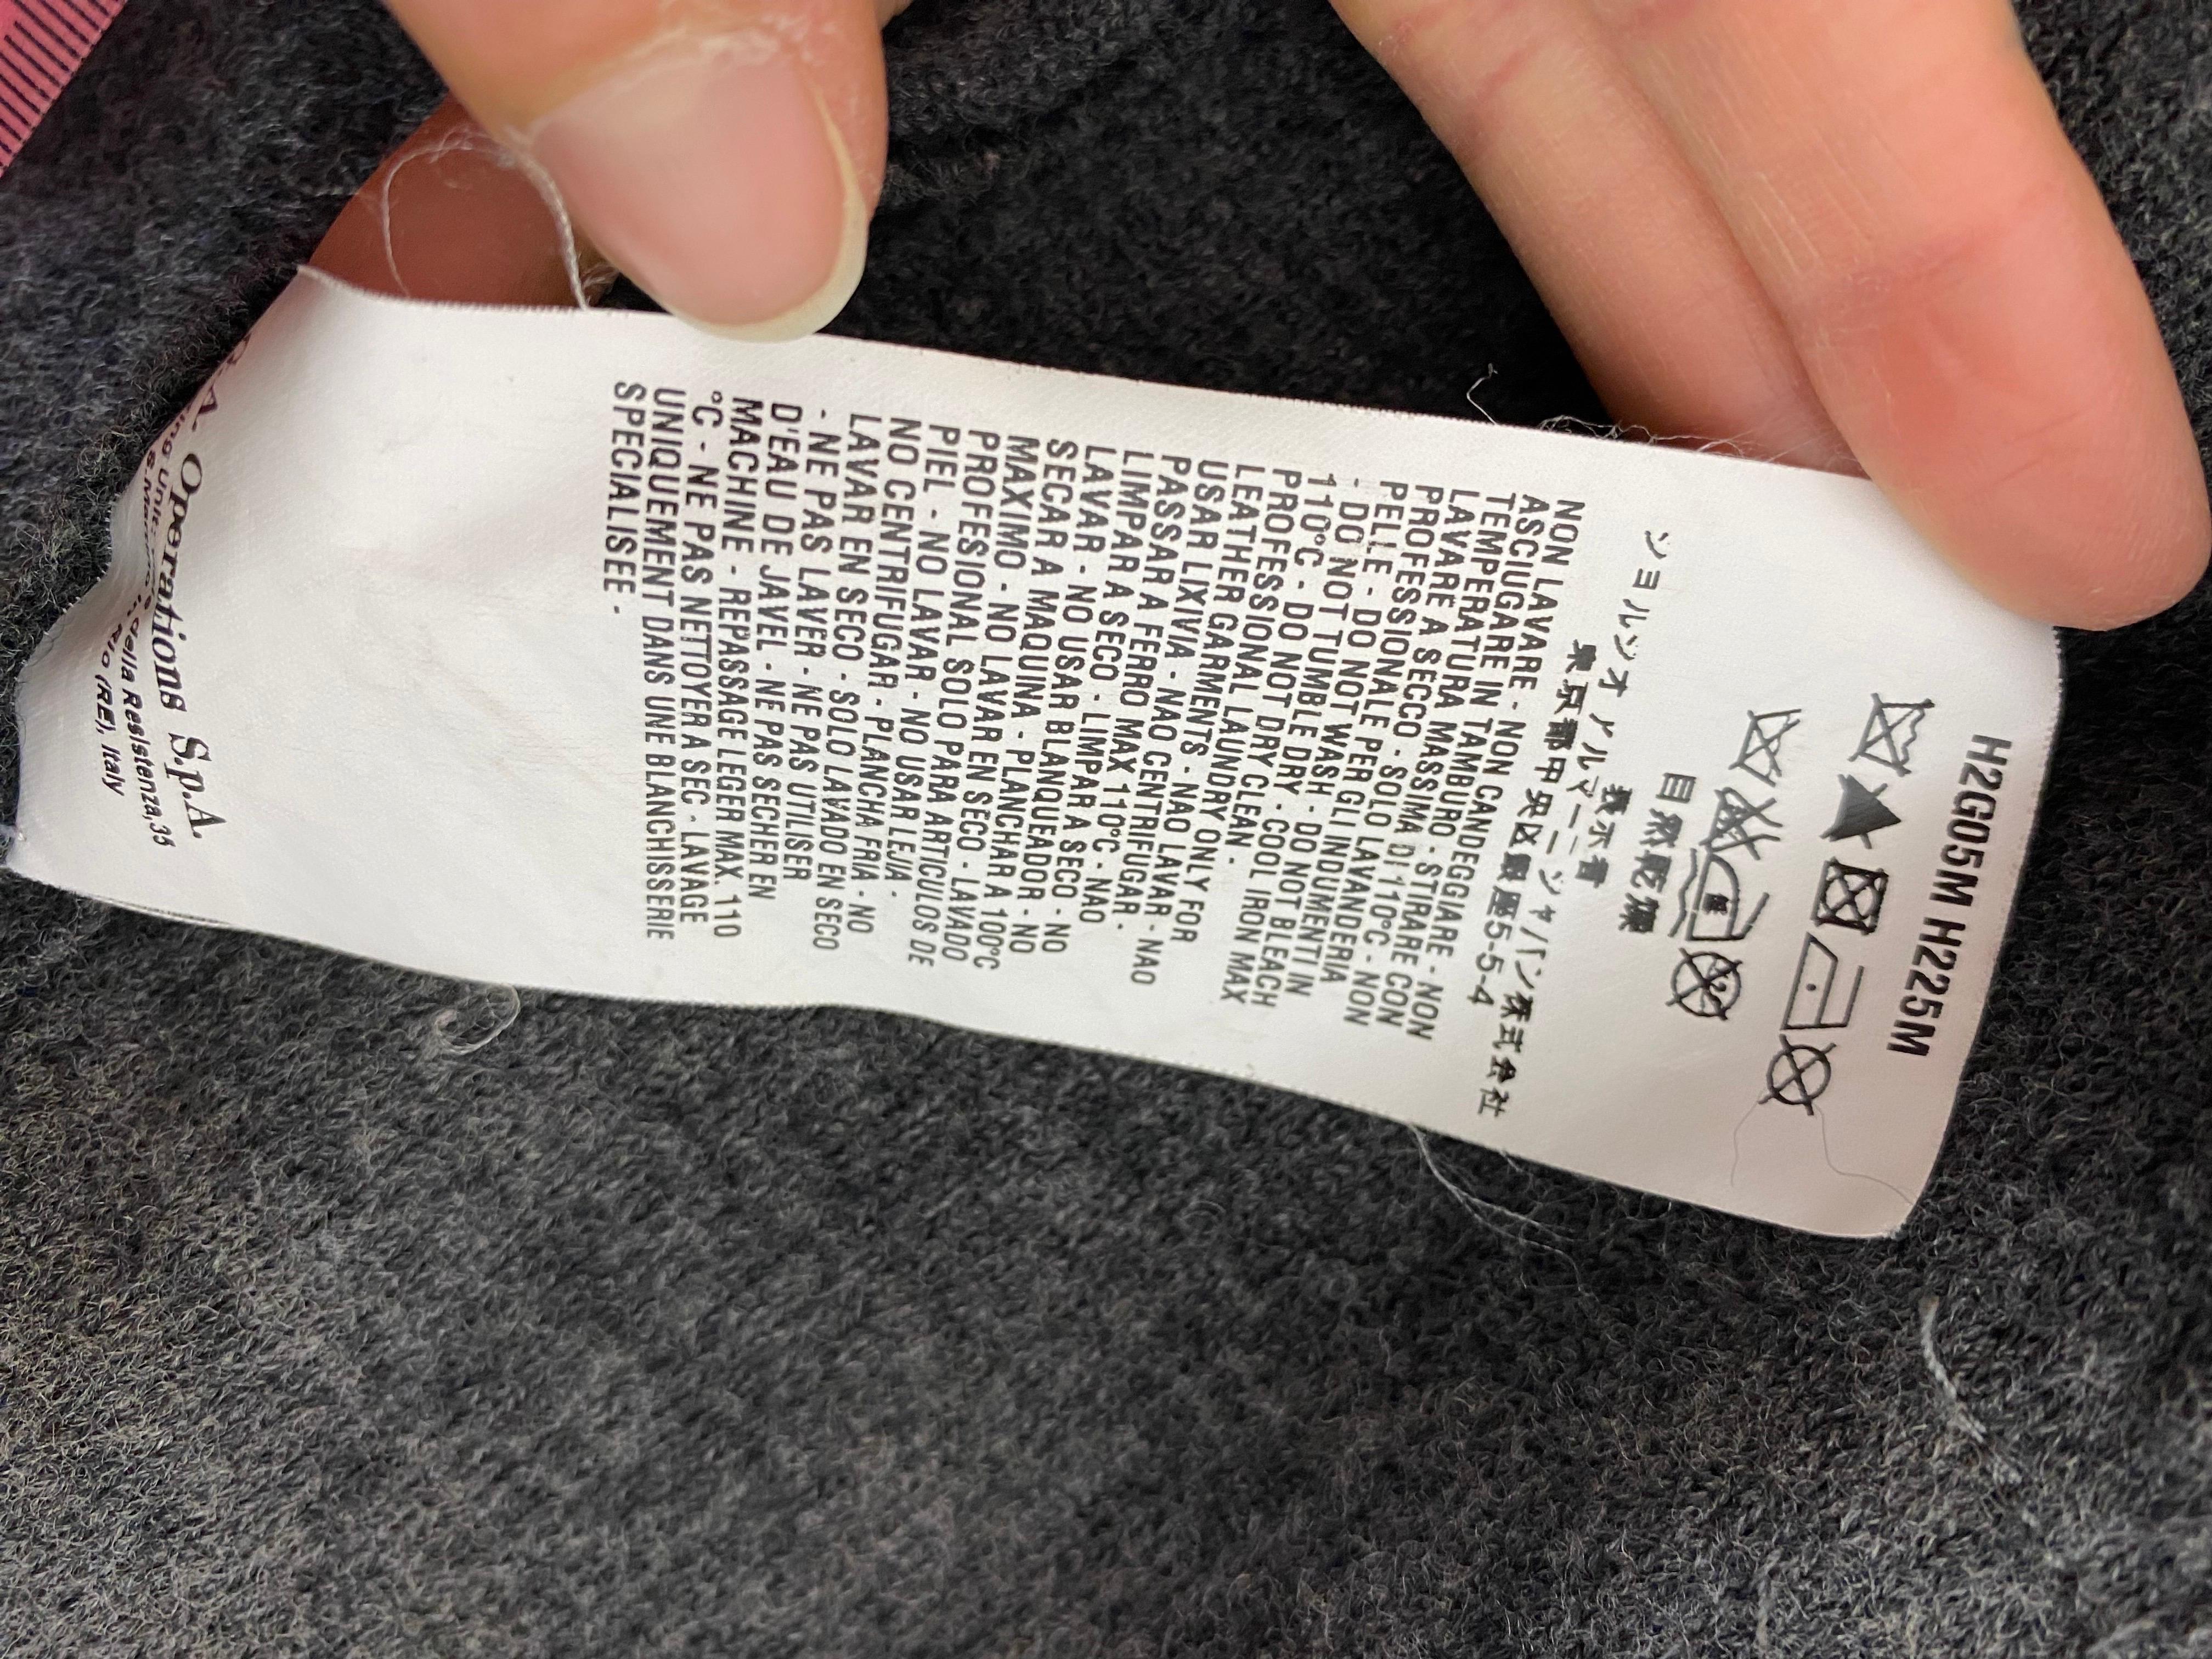 H2G05M H225M
自然乾燥
表示者
ジョルジオ アルマーニ ジャパン株式会社
東京都中央区銀座5-5-4
NON LAVARE - NON CANDEGGIARE - NON
ASCIUGARE IN TAMBURO - STIRARE CON
TEMPERATURA MASSIMA DI 110°C - NON
LAVARE A SECCO - SOLO LAVANDERIA
PROFESSIONALE PER GLI INDUMENTI IN
PELLE - DO NOT WASH - DO NOT BLEACH
- DO NOT TUMBLE DRY - COOL IRON MAX
110°C - DO NOT DRY CLEAN -
PROFESSIONAL LAUNDRY ONLY FOR
LEATHER GARMENTS - NAO LAVAR - NAO
USAR LIXIVIA - NAO CENTRIFUGAR -
PASSAR A FERRO MAX 110°C - NAO
LIMPAR A SECO - LIMPAR A SECO - NO
LAVAR - NO USAR BLANQUEADOR - NO
SECAR A MAQUINA - PLANCHAR A 100°C
MAXIMO - NO LAVAR EN SECO - LAVADO
PROFESIONAL SOLO PARA ARTICULOS DE
PIEL - NO LAVAR - NO USAR LEJIA -
NO CENTRIFUGAR - PLANCHA FRIA - NO
LAVAR EN SECO - SOLO LAVADO EN SECO
- NE PAS LAVER - NE PAS UTILISER
D'EAU DE JAVEL - NE PAS SECHER EN
MACHINE - REPASSAGE LEGER MAX. 110
°C - NE PAS NETTOYER A SEC - LAVAGE
UNIQUEMENT DANS UNE BLANCHISSERIE
SPECIALISEE -
Operations S.p.A.
della Resistenza,35
Rio (RE), Italy